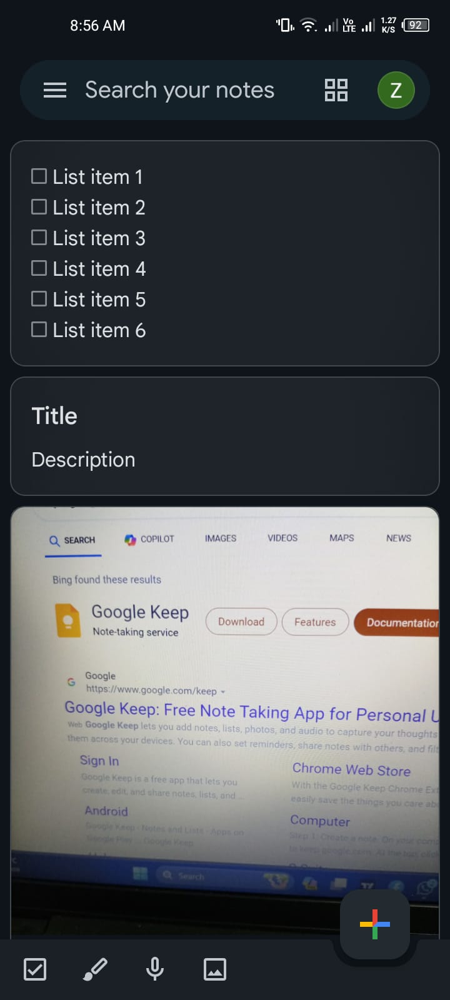 8:56 AM
Vo LTE
1.27 K/S
92
Search your notes
Z
List item 1
List item 2
List item 3
List item 4
List item 5
List item 6
Title
Description
SEARCH COPILOT IMAGES VIDEOS MAPS NEWS
Bing found these results
Google Keep
Note-taking service
Download Features Documentation
G Google
https://www.google.com/keep
Google Keep: Free Note Taking App for Personal U
Web Google Keep lets you add notes, lists, photos, and audio to capture your thoughts
them across your devices. You can also set reminders, share notes with others, and filt
Sign In
Google Keep is a free app that lets you
create, edit, and share notes, lists, and...
Android
Google Keep - Notes and Lists - Apps on
Google Play ... Google Keep
Chrome Web Store
With the Google Keep Chrome Ext
easily save the things you care abo
Computer
Step 1: Create a note. On your com
to keep.google.com. At the top, click
Search